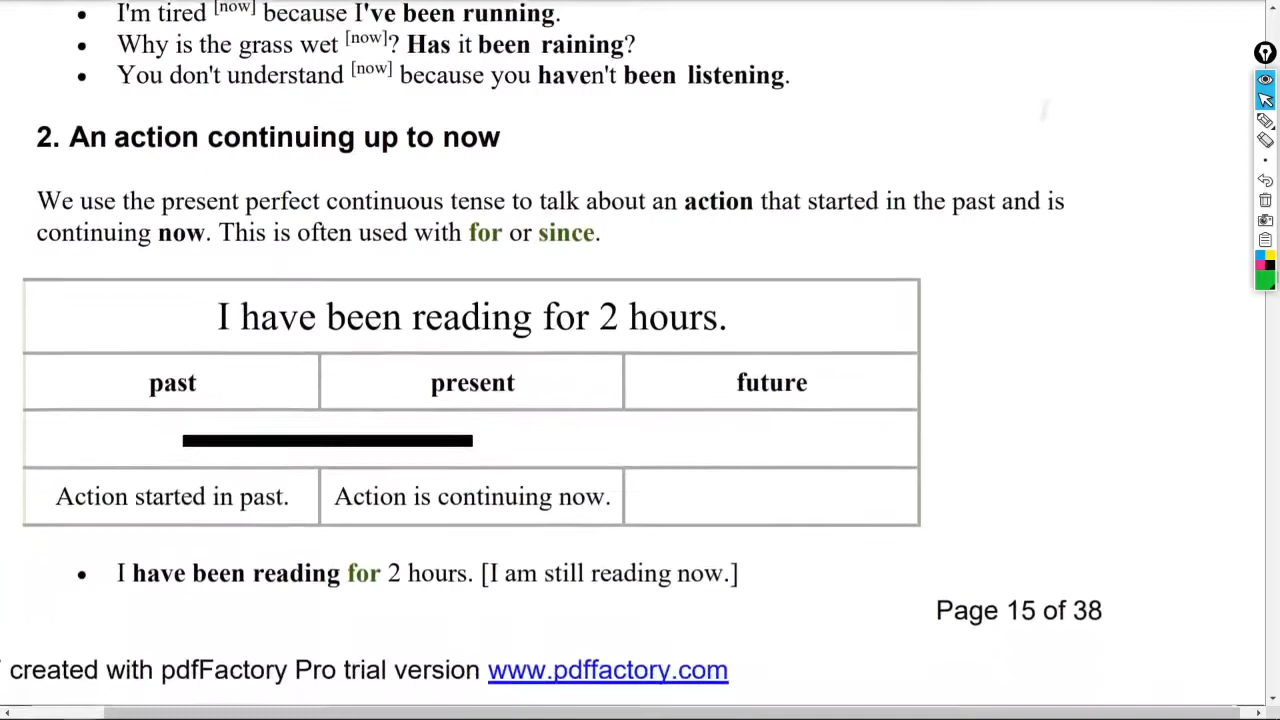 • I'm tired [now] because I've been running.
• Why is the grass wet [now]? Has it been raining?
• You don't understand [now] because you haven't been listening.
2. An action continuing up to now
We use the present perfect continuous tense to talk about an action that started in the past and is
continuing now. This is often used with for or since.
I have been reading for 2 hours.
past present future
Action started in past. Action is continuing now.
• I have been reading for 2 hours. [I am still reading now.]
Page 15 of 38
created with pdfFactory Pro trial version www.pdffactory.com